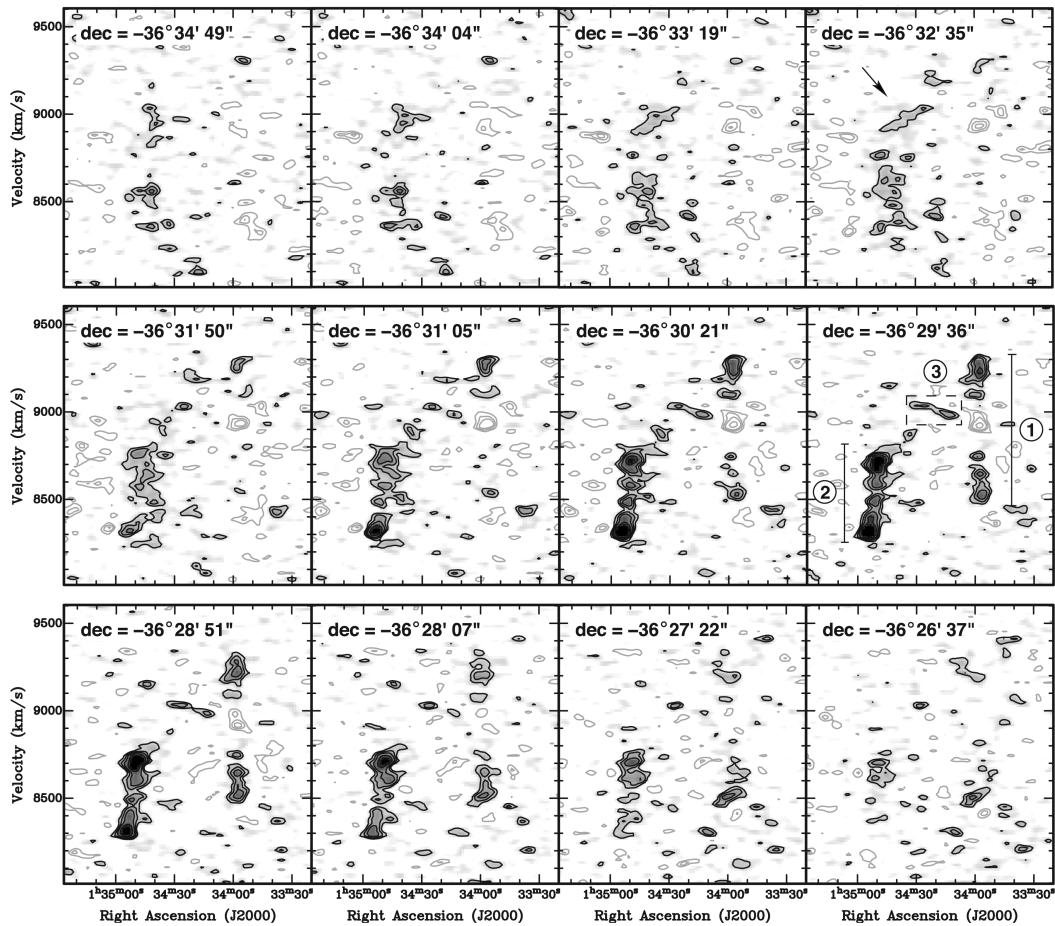 dec = −36°34' 49"
dec = −36°34' 04"
dec = −36°33' 19"
dec = −36°32' 35"
9500
9000
8500
Velocity (km/s)
dec = −36°31' 50"
dec = −36°31' 05"
dec = −36°30' 21"
dec = −36°29' 36"
9500
9000
8500
Velocity (km/s)
3
1
2
dec = −36°28' 51"
dec = −36°28' 07"
dec = −36°27' 22"
dec = −36°26' 37"
9500
9000
8500
Velocity (km/s)
1ʰ35ᵐ00ˢ 34ᵐ30ˢ 34ᵐ00ˢ 33ᵐ30ˢ
1ʰ35ᵐ00ˢ 34ᵐ30ˢ 34ᵐ00ˢ 33ᵐ30ˢ
1ʰ35ᵐ00ˢ 34ᵐ30ˢ 34ᵐ00ˢ 33ᵐ30ˢ
1ʰ35ᵐ00ˢ 34ᵐ30ˢ 34ᵐ00ˢ 33ᵐ30ˢ
Right Ascension (J2000)
Right Ascension (J2000)
Right Ascension (J2000)
Right Ascension (J2000)